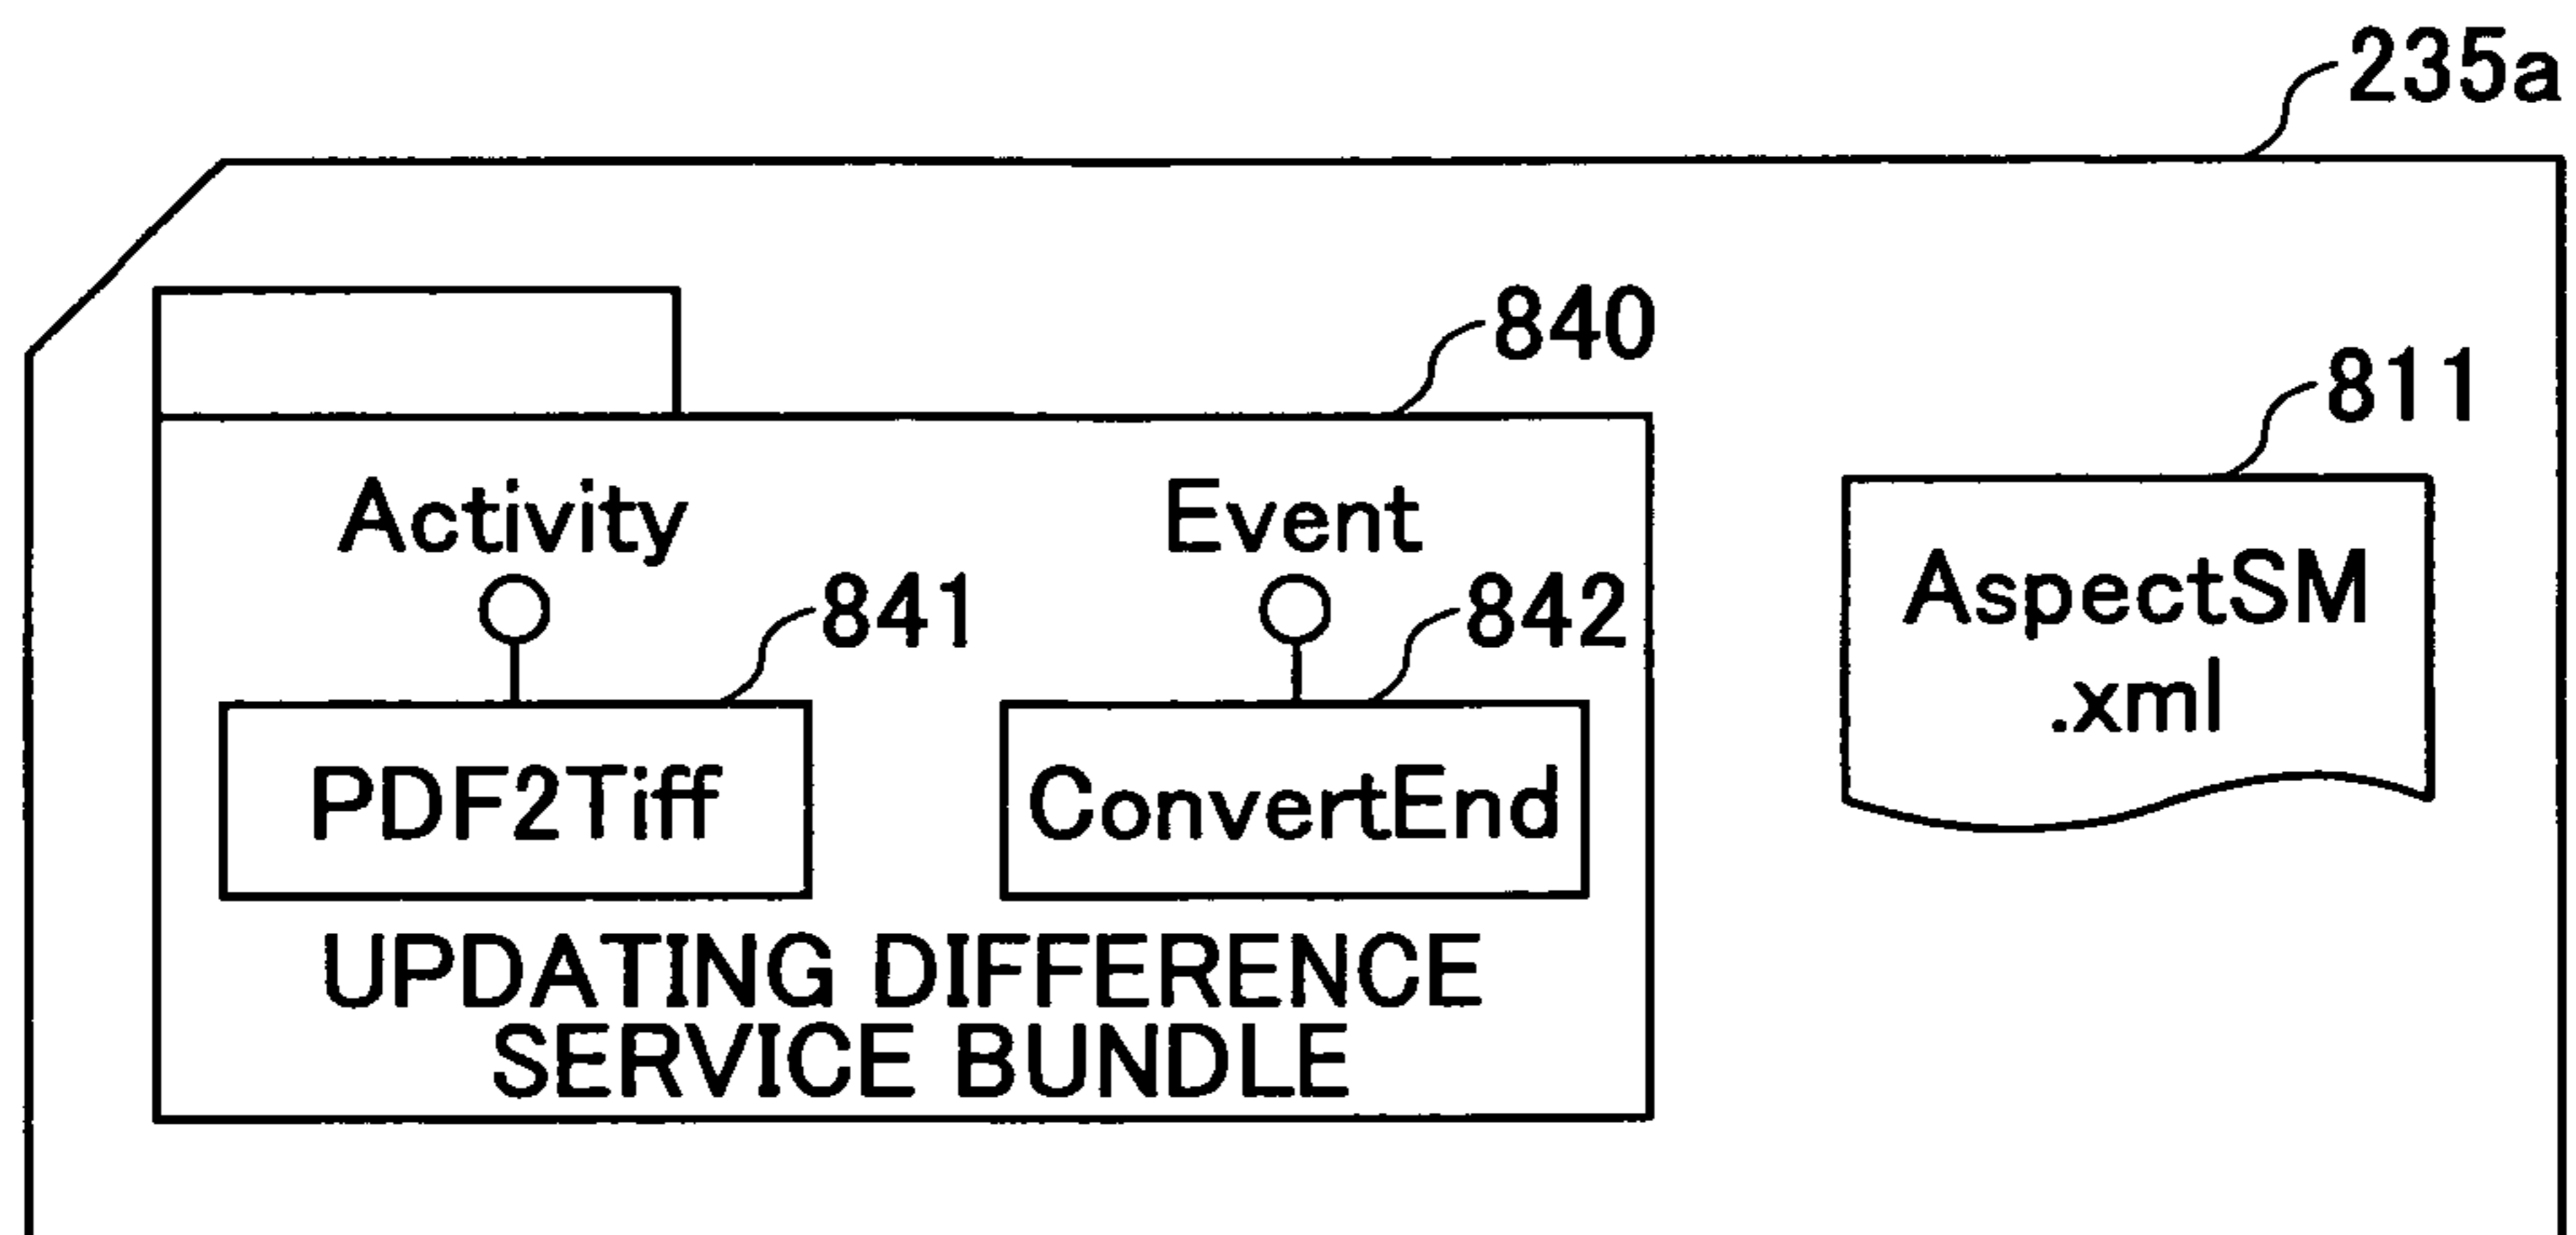 235a
840
811
Activity
Event
841
842
AspectSM
.xml
PDF2Tiff
ConvertEnd
UPDATING DIFFERENCE
SERVICE BUNDLE